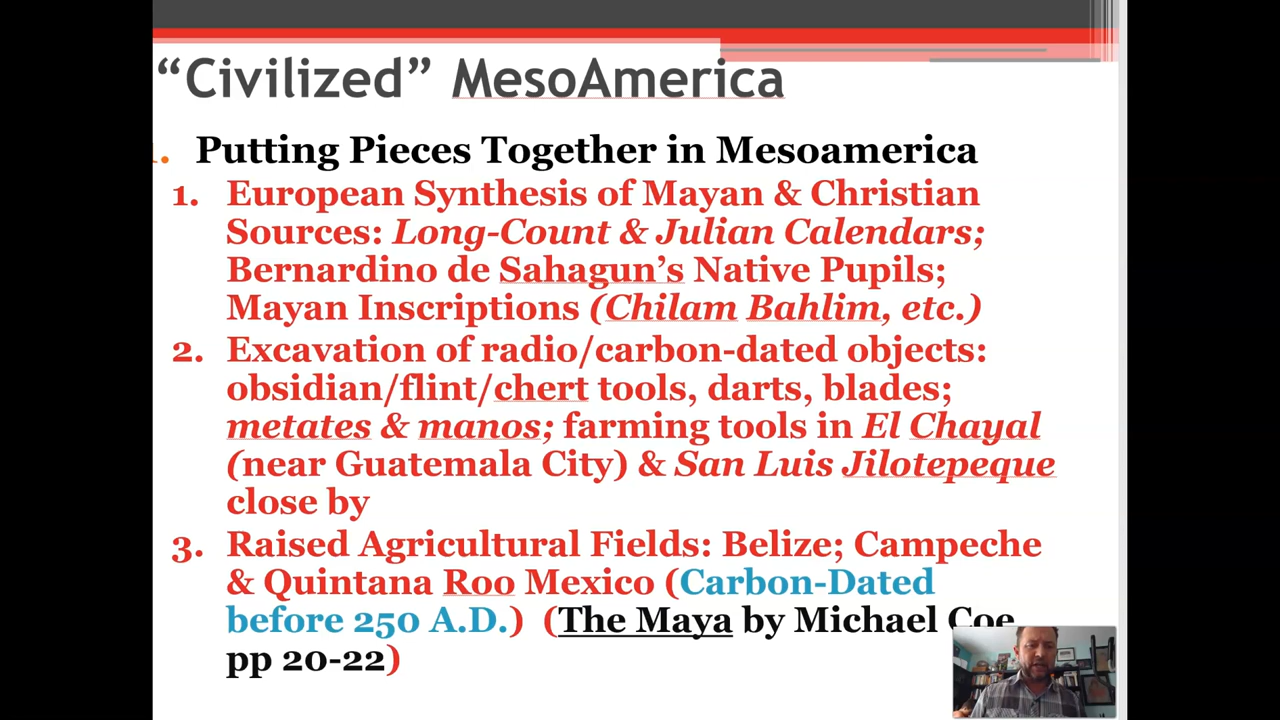 “Civilized” MesoAmerica
1. Putting Pieces Together in Mesoamerica
1. European Synthesis of Mayan & Christian
Sources: Long-Count & Julian Calendars;
Bernardino de Sahagun’s Native Pupils;
Mayan Inscriptions (Chilam Bahlim, etc.)
2. Excavation of radio/carbon-dated objects:
obsidian/flint/chert tools, darts, blades;
metates & manos; farming tools in El Chayal
(near Guatemala City) & San Luis Jilotepeque
close by
3. Raised Agricultural Fields: Belize; Campeche
& Quintana Roo Mexico (Carbon-Dated
before 250 A.D.) (The Maya by Michael Coe
pp 20-22)